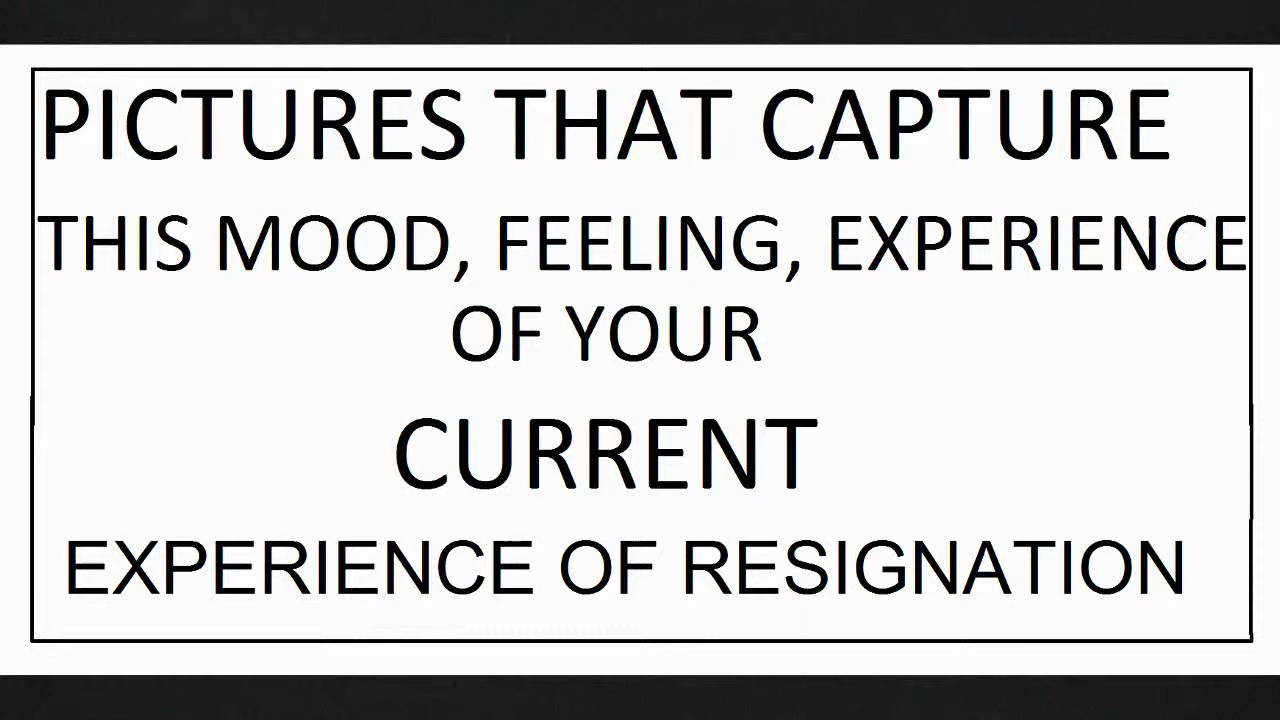 PICTURES THAT CAPTURE
THIS MOOD, FEELING, EXPERIENCE
OF YOUR
CURRENT
EXPERIENCE OF RESIGNATION